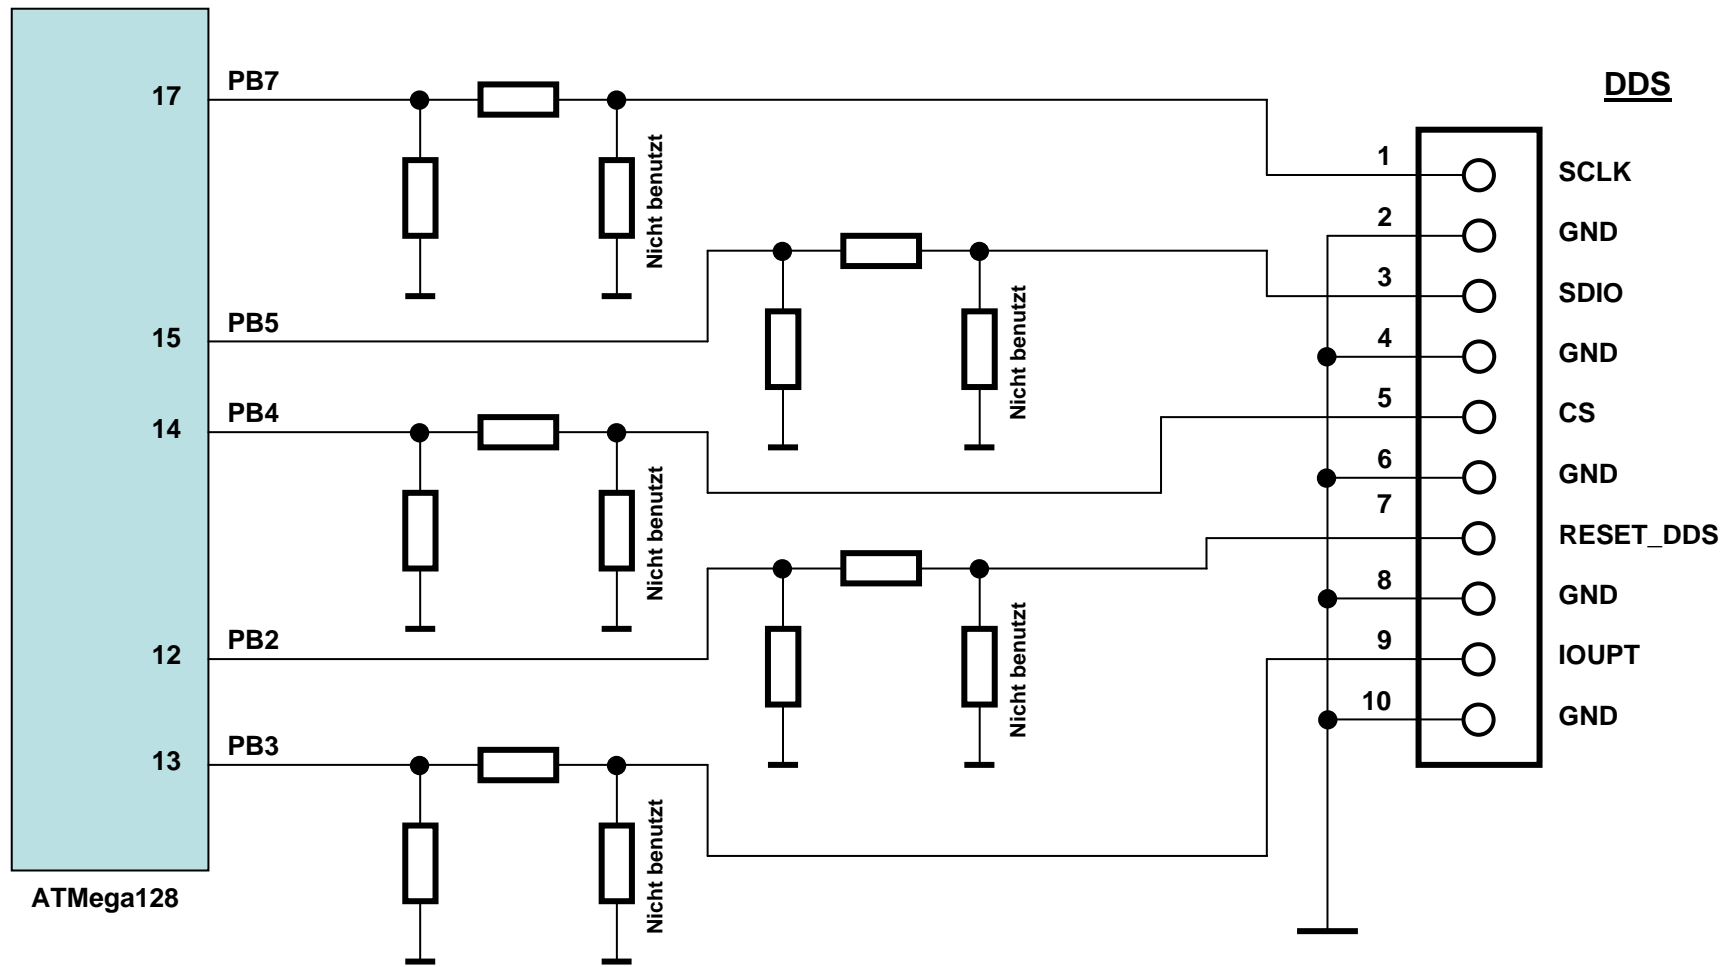 17
PB7
DDS
1
SCLK
Nicht benutzt
2
GND
3
SDIO
15
PB5
Nicht benutzt
4
GND
14
PB4
5
CS
Nicht benutzt
6
GND
7
RESET_DDS
8
GND
12
PB2
Nicht benutzt
9
IOUPT
10
GND
13
PB3
Nicht benutzt
ATMega128